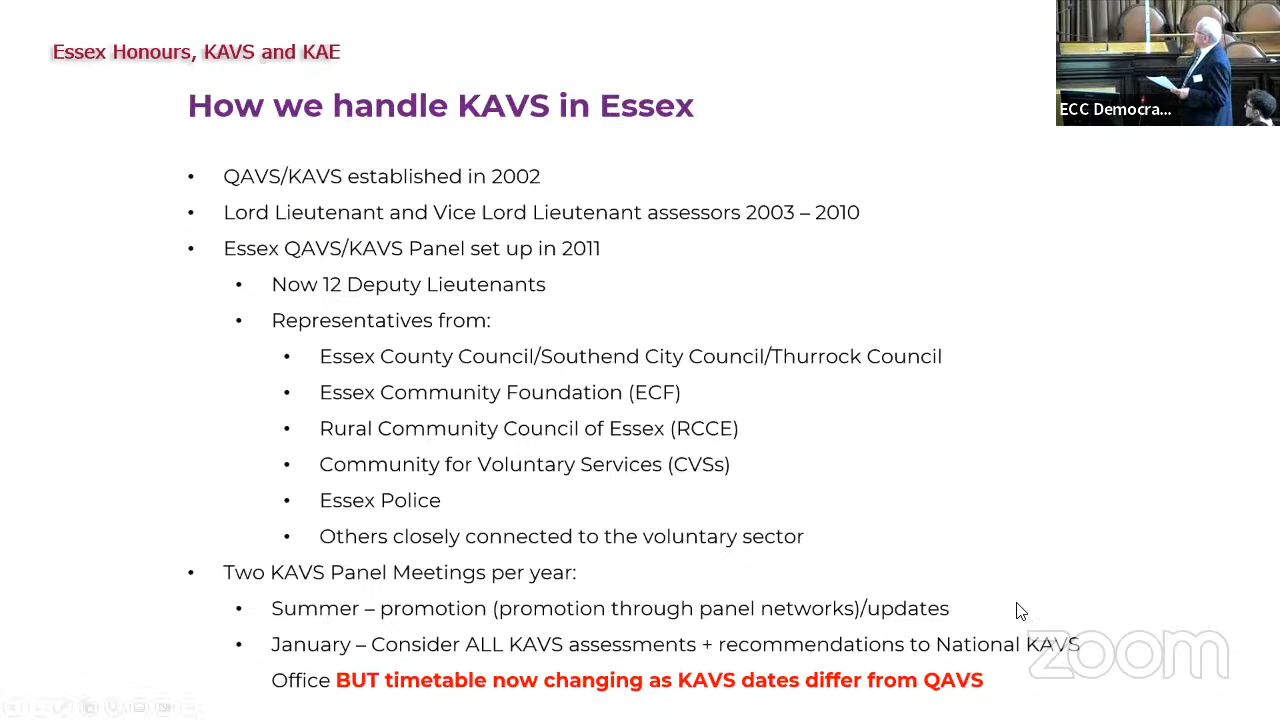 Essex Honours, KAVS and KAE
ECC Democra...
How we handle KAVS in Essex
• QAVS/KAVS established in 2002
• Lord Lieutenant and Vice Lord Lieutenant assessors 2003 – 2010
• Essex QAVS/KAVS Panel set up in 2011
• Now 12 Deputy Lieutenants
• Representatives from:
• Essex County Council/Southend City Council/Thurrock Council
• Essex Community Foundation (ECF)
• Rural Community Council of Essex (RCCE)
• Community for Voluntary Services (CVSs)
• Essex Police
• Others closely connected to the voluntary sector
• Two KAVS Panel Meetings per year:
• Summer – promotion (promotion through panel networks)/updates
• January – Consider ALL KAVS assessments + recommendations to National KAVS
Office BUT timetable now changing as KAVS dates differ from QAVS
zoom